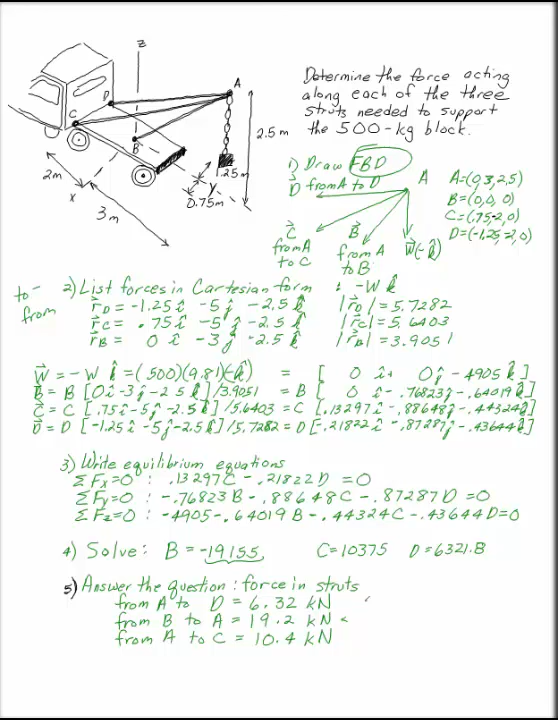 z
Determine the force acting
along each of the three
struts needed to support
the 500-kg block.
A
D
C
B
2.5 m
1.25 m
y
2m
x
0.75m
3 m
1) Draw FBD
D⃗ from A to D
A
A=(0,3,2.5)
B=(0,0,0)
C=(.75,-2,0)
D=(-1.25,-2,0)
C⃗
from A
to C
B⃗
from A
to B
W⃗(-k̂)
: -W k̂
to -
from
2) List forces in Cartesian form
r⃗D = -1.25 î -5 ĵ -2.5 k̂ |r⃗D| = 5.7282
r⃗C = .75 î -5 ĵ -2.5 k̂ |r⃗C| = 5.6403
r⃗B = 0 î -3 ĵ -2.5 k̂ |r⃗B| = 3.9051
W⃗ = -W k̂ = (500)(9.81)(-k̂) = [ 0 î + 0 ĵ - 4905 k̂ ]
B⃗ = B [0 î -3 ĵ -2.5 k̂]/3.9051 = B [ 0 î - .76823 ĵ - .64019 k̂ ]
C⃗ = C [.75 î -5 ĵ -2.5 k̂]/5.6403 = C [.13297 î - .88648 ĵ - .44324 k̂]
D⃗ = D [-1.25 î -5 ĵ -2.5 k̂]/5.7282 = D [-.21822 î -.87287 ĵ -.43644 k̂]
3) Write equilibrium equations
ΣFx=0 : .13297C - .21822 D = 0
ΣFy=0 : -.76823 B - .88648 C - .87287 D = 0
ΣFz=0 : -4905 - .64019 B - .44324 C - .43644 D = 0
4) Solve: B = -19155 C = 10375 D = 6321.8
5) Answer the question: force in struts
from A to D = 6.32 kN
from B to A = 19.2 kN
from A to C = 10.4 kN